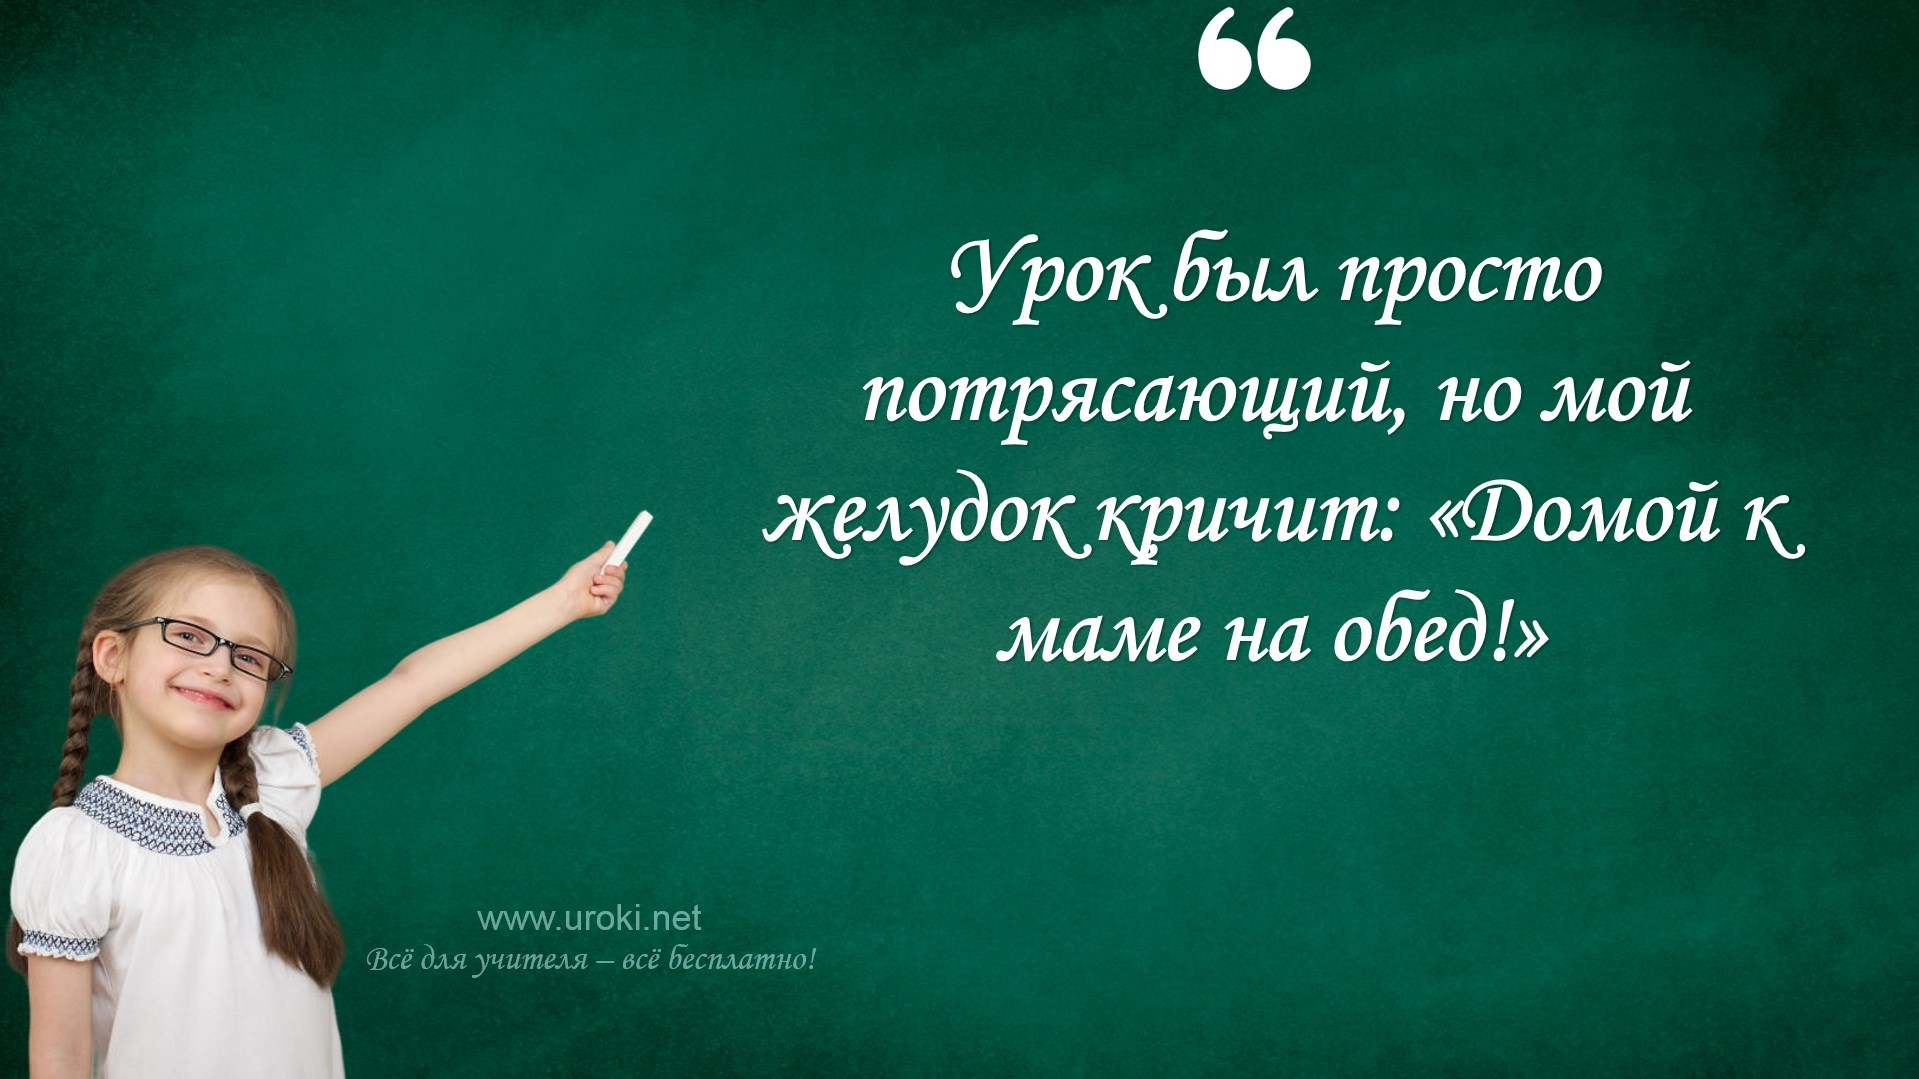 “
Урок был просто
потрясающий, но мой
желудок кричит: «Домой к
маме на обед!»
www.uroki.net
Всё для учителя – всё бесплатно!